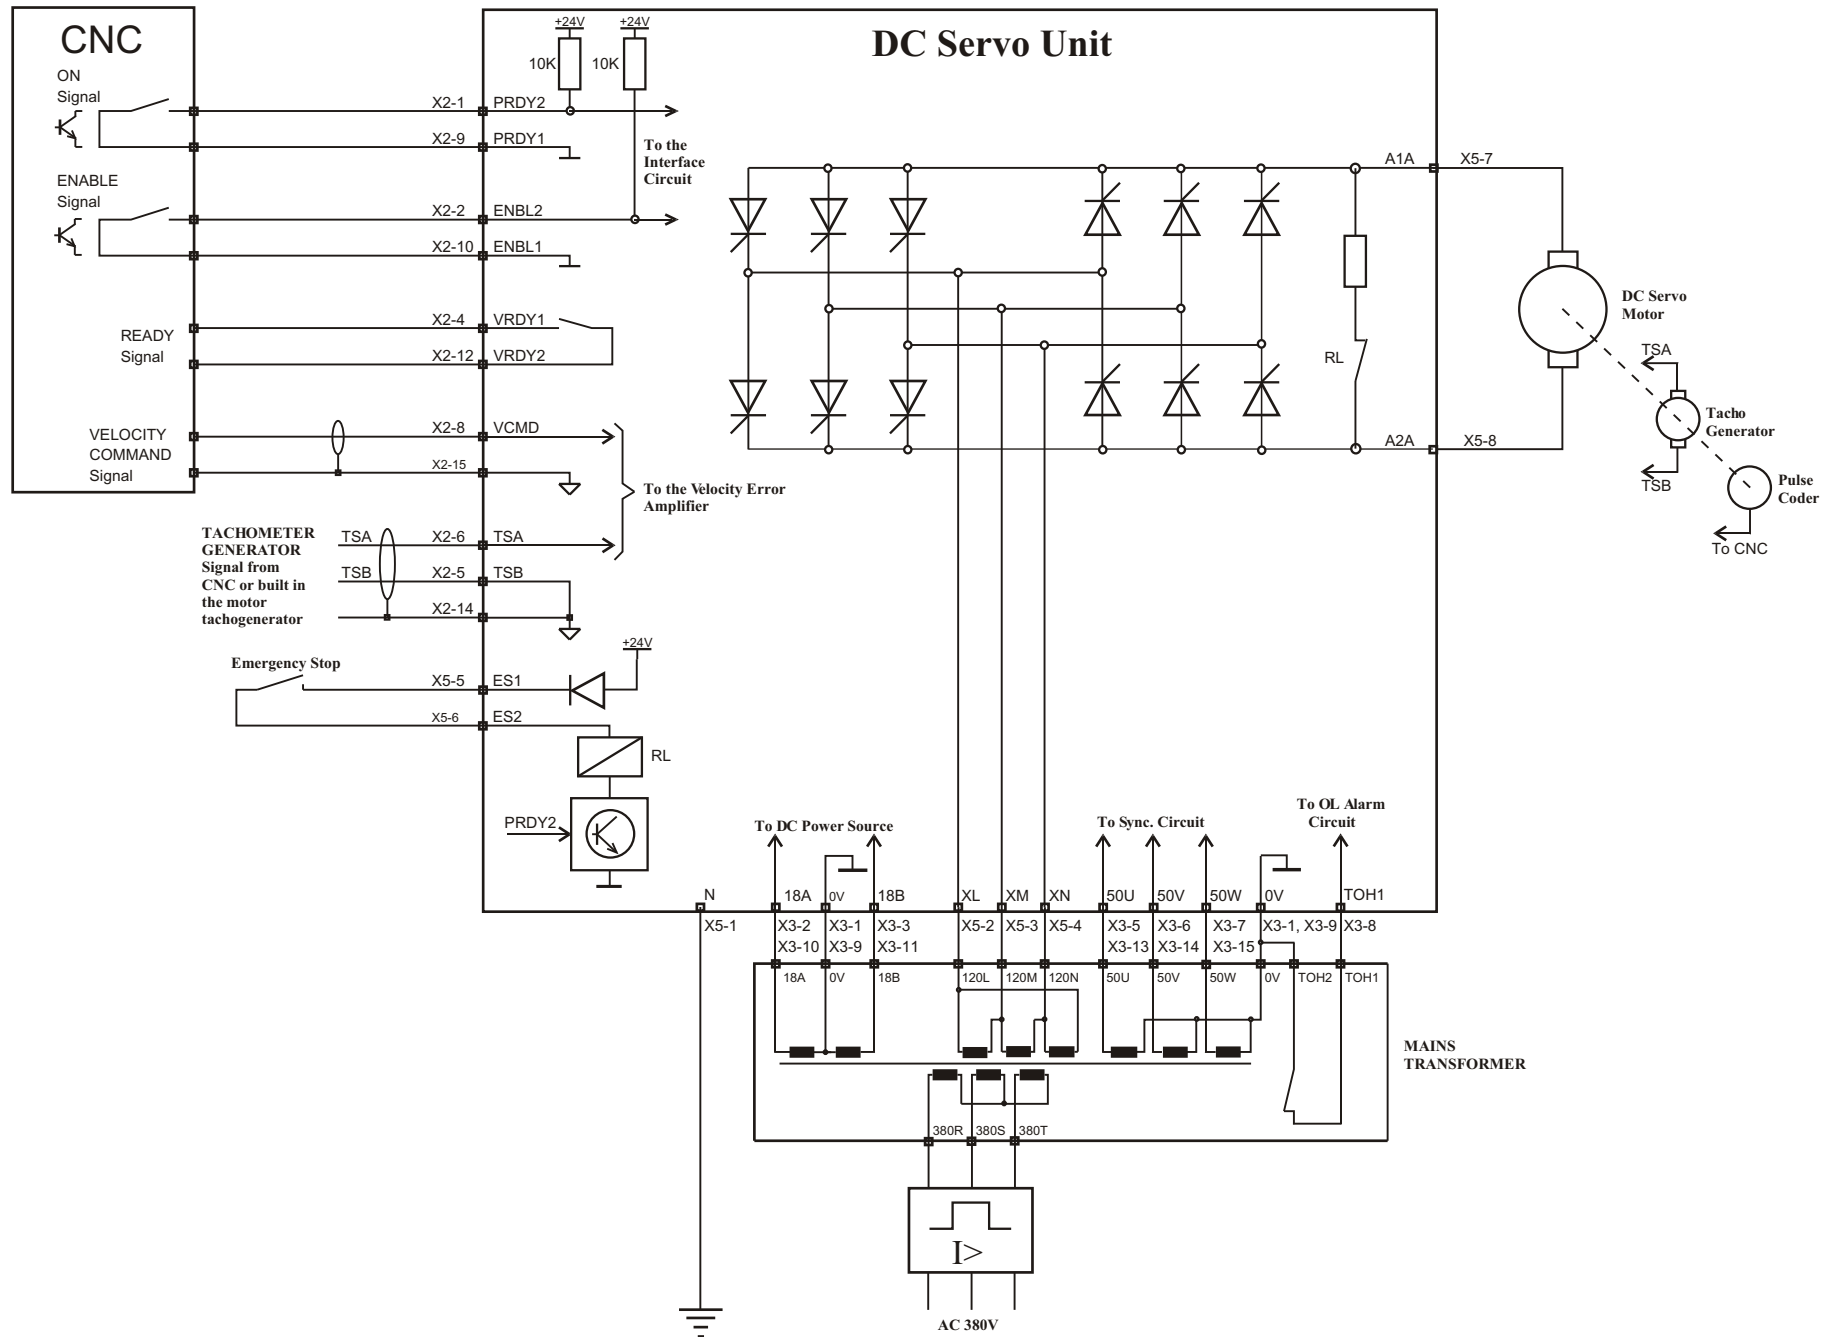 CNC
DC Servo Unit
ON
Signal
ENABLE
Signal
READY
Signal
VELOCITY
COMMAND
Signal
+24V
+24V
10K
10K
X2-1
PRDY2
X2-9
PRDY1
To the
Interface
Circuit
X2-2
ENBL2
X2-10
ENBL1
X2-4
VRDY1
X2-12
VRDY2
X2-8
VCMD
X2-15
To the Velocity Error
Amplifier
TACHOMETER
GENERATOR
Signal from
CNC or built in
the motor
tachogenerator
TSA
X2-6
TSA
TSB
X2-5
TSB
X2-14
Emergency Stop
+24V
X5-5
ES1
X5-6
ES2
RL
PRDY2
A1A
X5-7
RL
A2A
X5-8
DC Servo
Motor
TSA
Tacho
Generator
TSB
Pulse
Coder
To CNC
To DC Power Source
To Sync. Circuit
To OL Alarm
Circuit
N
18A
0V
18B
XL
XM
XN
50U
50V
50W
0V
TOH1
X5-1
X3-2
X3-1
X3-3
X5-2
X5-3
X5-4
X3-5
X3-6
X3-7
X3-1, X3-9
X3-8
X3-10
X3-9
X3-11
X3-13
X3-14
X3-15
18A
0V
18B
120L
120M
120N
50U
50V
50W
0V
TOH2
TOH1
MAINS
TRANSFORMER
380R
380S
380T
I>
AC 380V